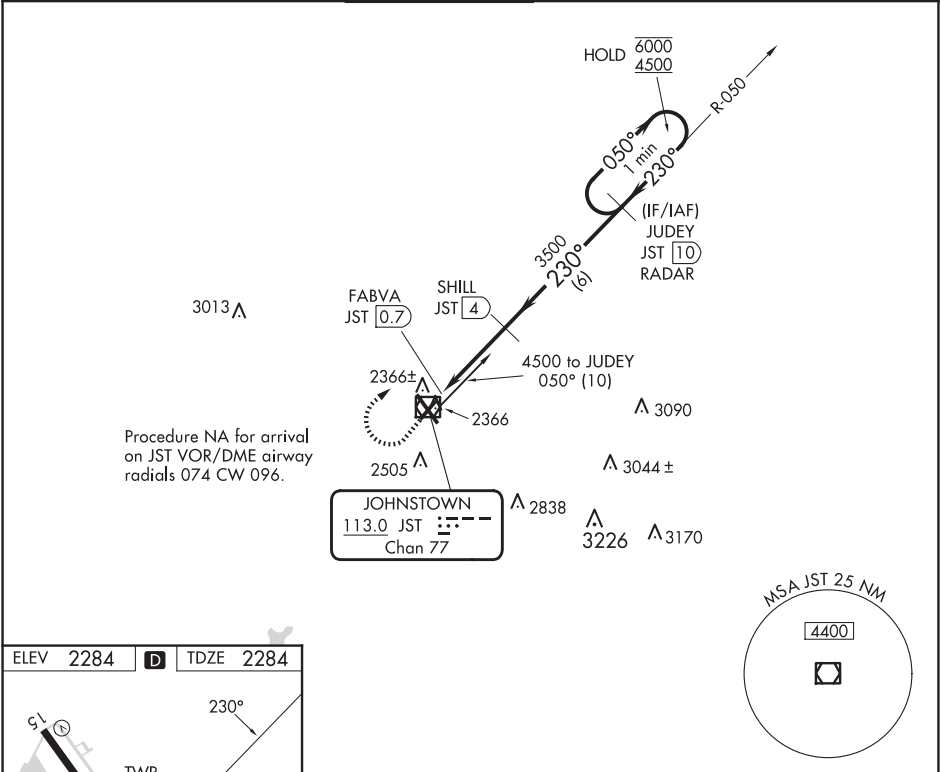 HOLD 6000
4500
R-050
050°
1 min
230°
(IF/IAF)
JUDEY
JST 10
RADAR
3500
230°
(6)
3013
FABVA
JST 0.7
SHILL
JST 4
4500 to JUDEY
050° (10)
2366±
2366
3090
Procedure NA for arrival
on JST VOR/DME airway
radials 074 CW 096.
2505
3044 ±
JOHNSTOWN
113.0 JST
Chan 77
2838
3226
3170
MSA JST 25 NM
4400
ELEV 2284 D TDZE 2284
230°
15
V
TWR